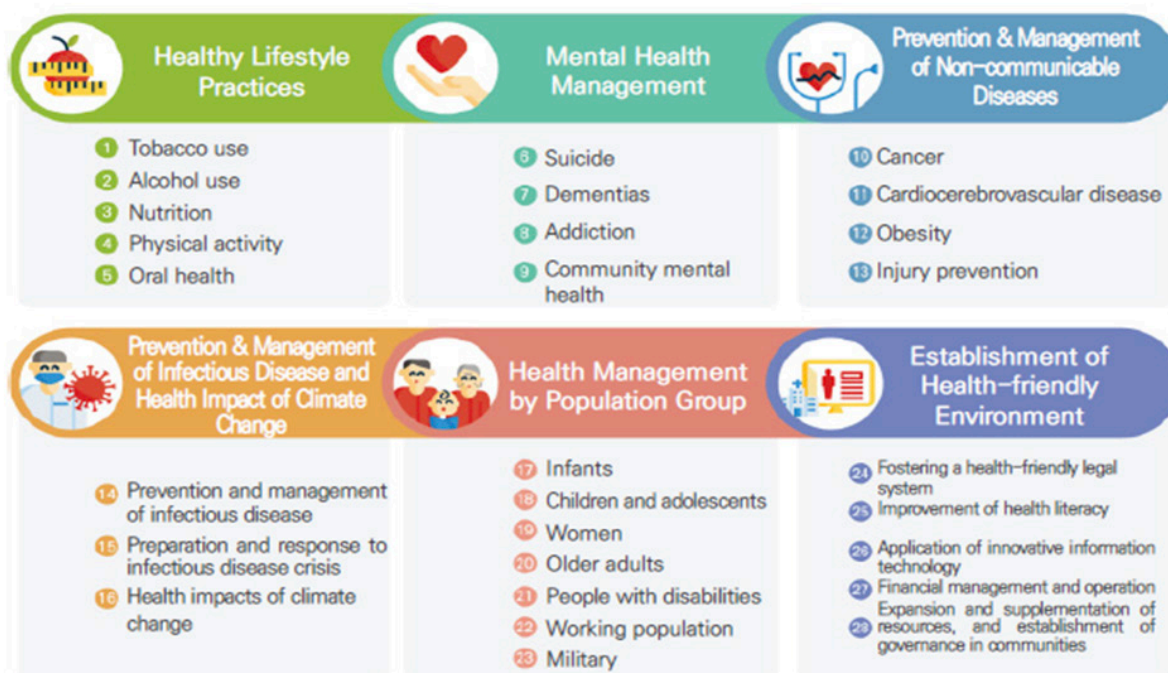 Healthy Lifestyle
Practices
1 Tobacco use
2 Alcohol use
3 Nutrition
4 Physical activity
5 Oral health
Mental Health
Management
6 Suicide
7 Dementias
8 Addiction
9 Community mental
health
Prevention & Management
of Non-communicable
Diseases
10 Cancer
11 Cardiocerebrovascular disease
12 Obesity
13 Injury prevention
Prevention & Management
of Infectious Disease and
Health Impact of Climate
Change
14 Prevention and management
of infectious disease
15 Preparation and response to
infectious disease crisis
16 Health impacts of climate
change
Health Management
by Population Group
17 Infants
18 Children and adolescents
19 Women
20 Older adults
21 People with disabilities
22 Working population
23 Military
Establishment of
Health-friendly
Environment
24 Fostering a health-friendly legal
system
25 Improvement of health literacy
26 Application of innovative information
technology
27 Financial management and operation
Expansion and supplementation of
28 resources, and establishment of
governance in communities